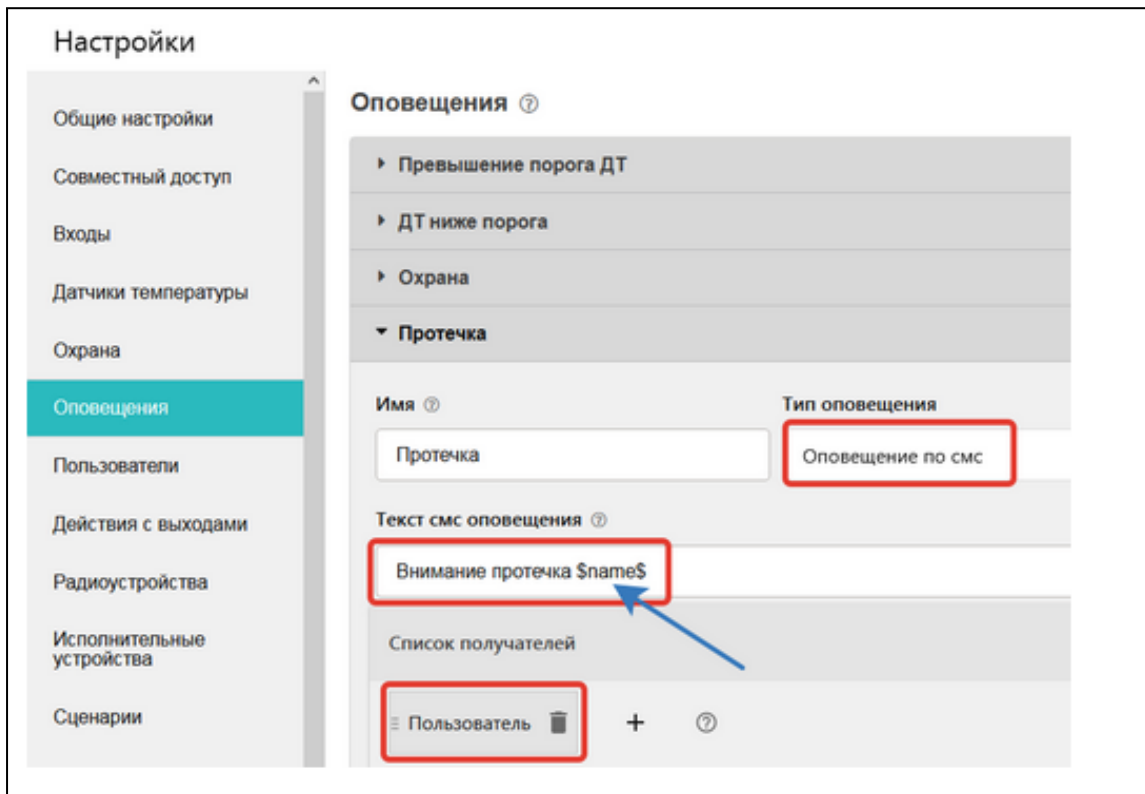 Настройки
Общие настройки
Совместный доступ
Входы
Датчики температуры
Охрана
Оповещения
Пользователи
Действия с выходами
Радиоустройства
Исполнительные
устройства
Сценарии
Оповещения
Превышение порога ДТ
ДТ ниже порога
Охрана
Протечка
Имя
Тип оповещения
Протечка
Оповещение по смс
Текст смс оповещения
Внимание протечка $name$
Список получателей
Пользователь